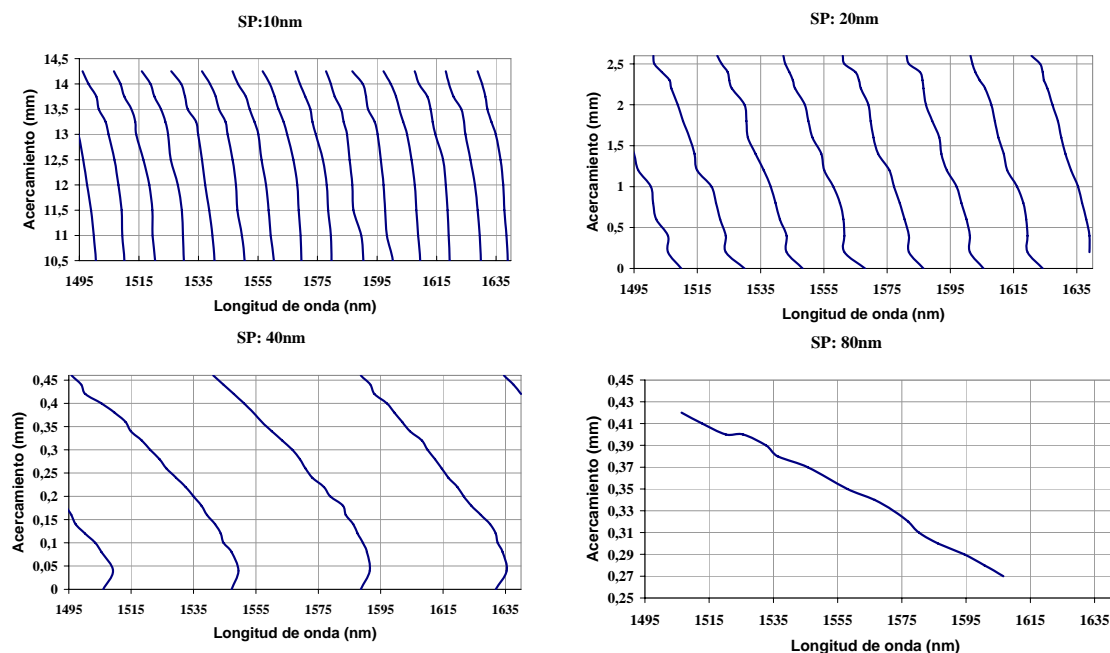 SP:10nm
14,5
14
13,5
13
12,5
12
11,5
11
10,5
Acercamiento (mm)
1495 1515 1535 1555 1575 1595 1615 1635
Longitud de onda (nm)
SP: 20nm
2,5
2
1,5
1
0,5
0
Acercamiento (mm)
1495 1515 1535 1555 1575 1595 1615 1635
Longitud de onda (nm)
SP: 40nm
0,45
0,4
0,35
0,3
0,25
0,2
0,15
0,1
0,05
0
Acercamiento (mm)
1495 1515 1535 1555 1575 1595 1615 1635
Longitud de onda (nm)
SP: 80nm
0,45
0,43
0,41
0,39
0,37
0,35
0,33
0,31
0,29
0,27
0,25
Acercamiento (mm)
1495 1515 1535 1555 1575 1595 1615 1635
Longitud de onda (nm)